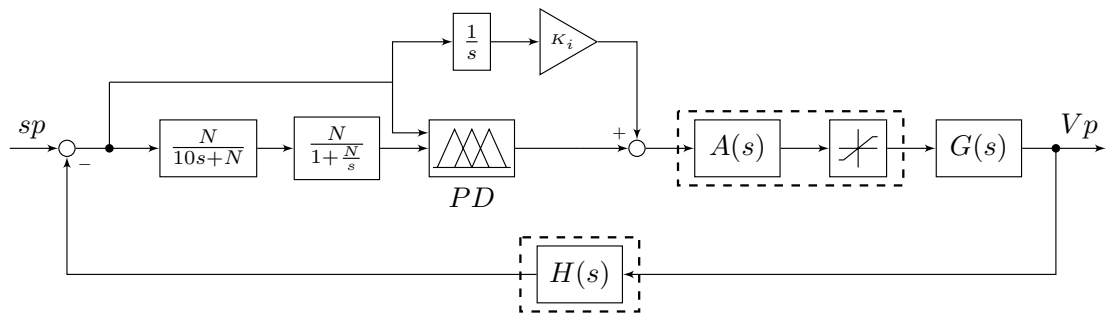 1/s
K_i
sp
N/(10s+N)
N/(1+N/s)
+
A(s)
G(s)
Vp
−
PD
H(s)